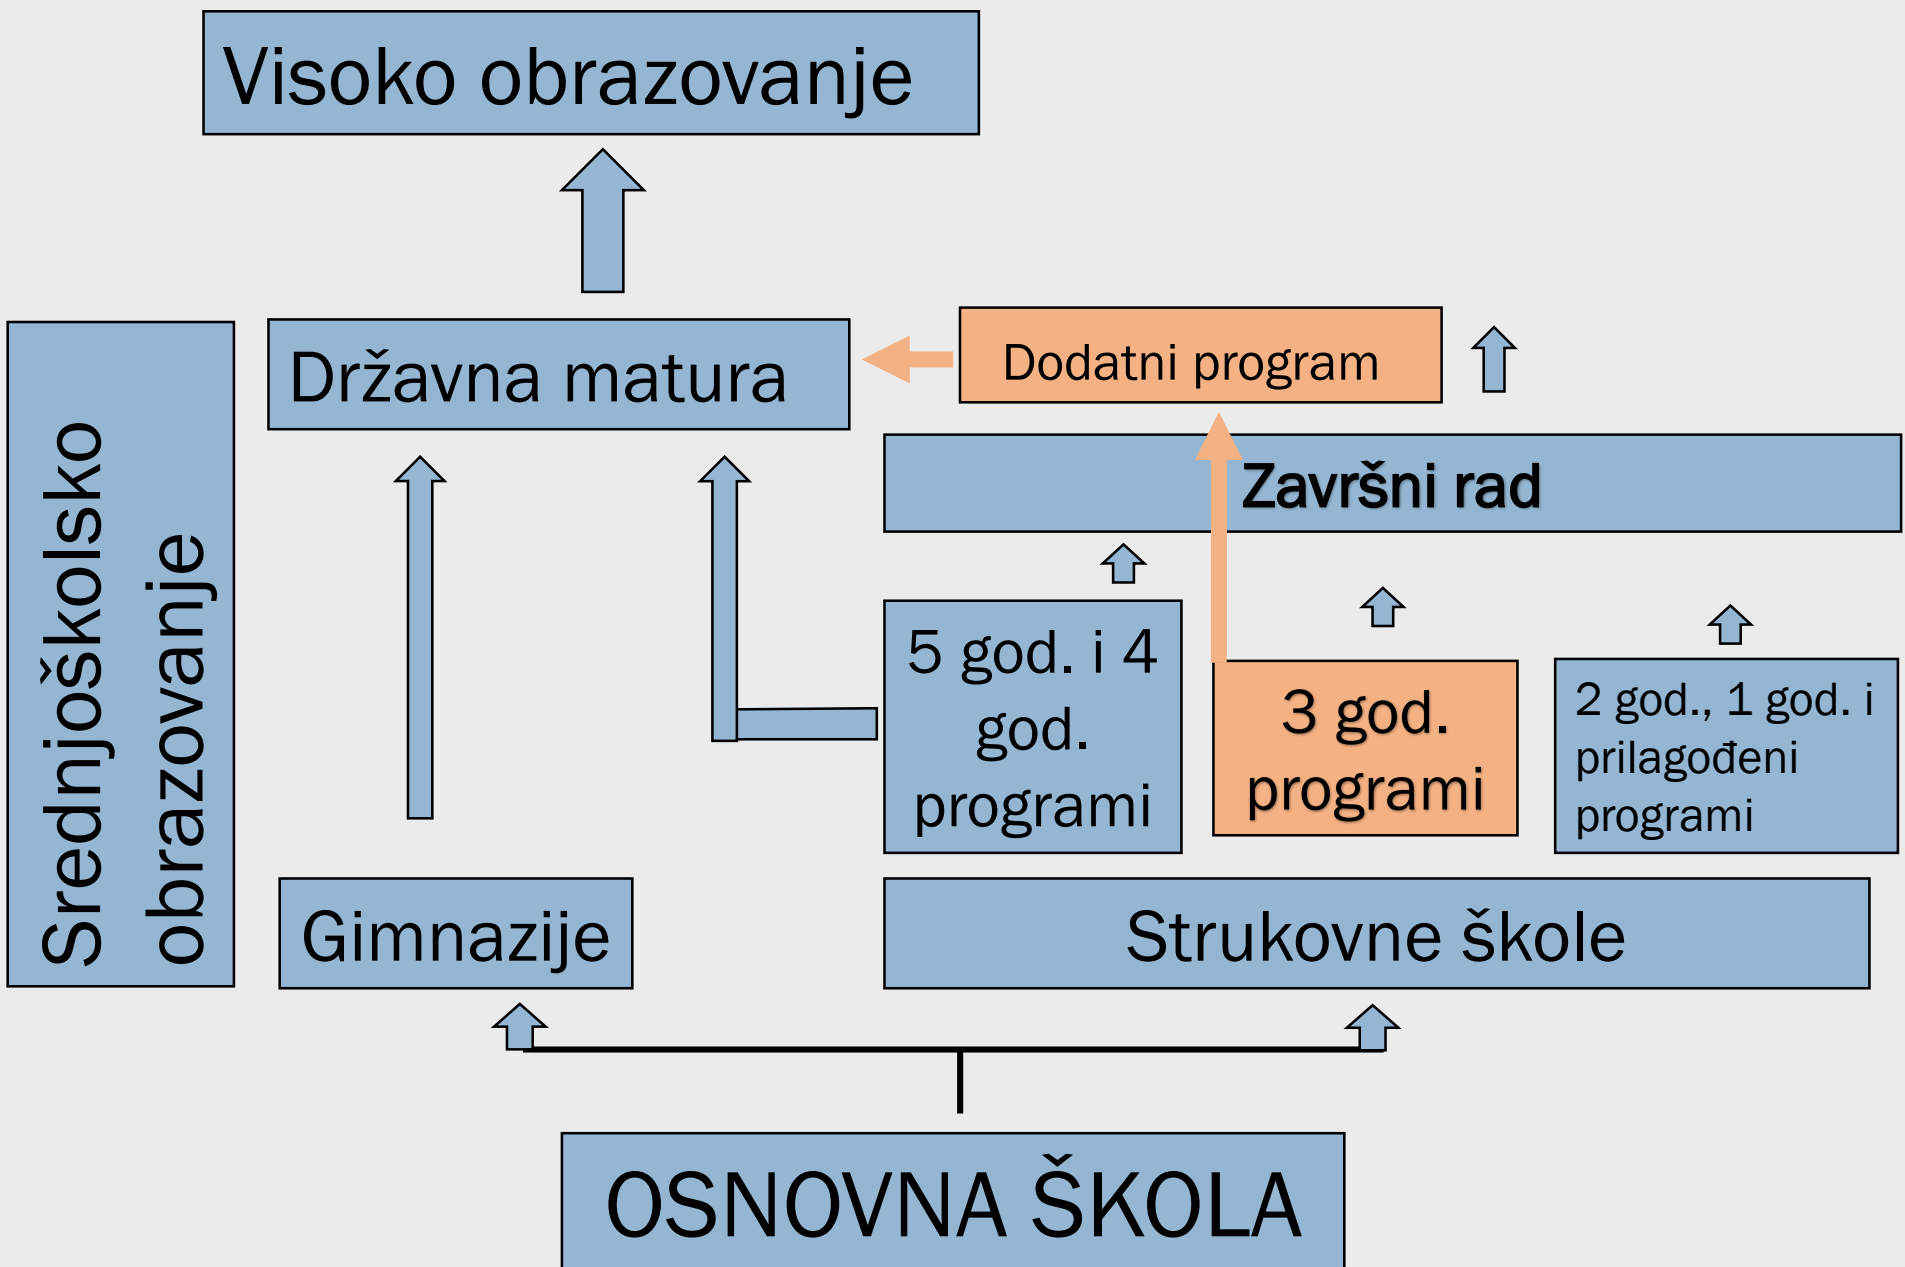 Visoko obrazovanje
Srednjoškolsko
obrazovanje
Državna matura
Dodatni program
Završni rad
5 god. i 4
god.
programi
3 god.
programi
2 god., 1 god. i
prilagođeni
programi
Gimnazije
Strukovne škole
OSNOVNA ŠKOLA